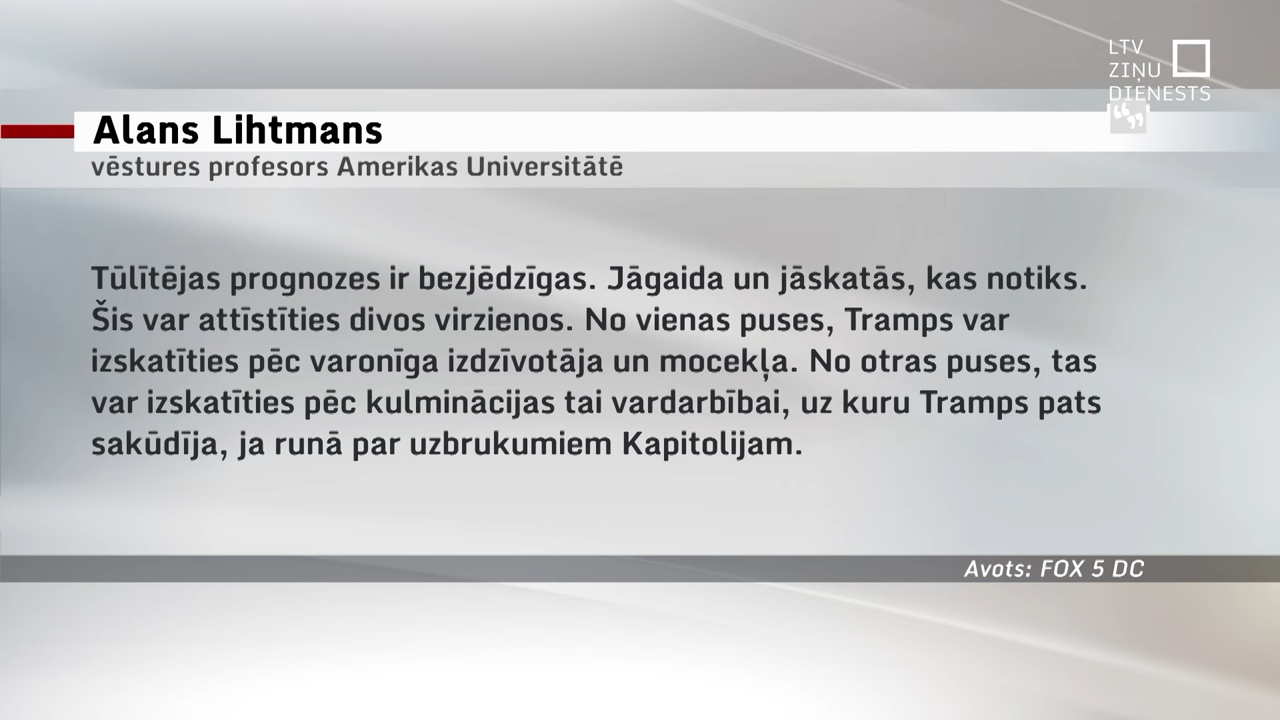 LTV
ZIŅU
DIENESTS
Alans Lihtmans
vēstures profesors Amerikas Universitātē
Tūlītējas prognozes ir bezjēdzīgas. Jāgaida un jāskatās, kas notiks.
Šis var attīstīties divos virzienos. No vienas puses, Tramps var
izskatīties pēc varonīga izdzīvotāja un mocekļa. No otras puses, tas
var izskatīties pēc kulminācijas tai vardarbībai, uz kuru Tramps pats
sakūdīja, ja runā par uzbrukumiem Kapitolijam.
Avots: FOX 5 DC